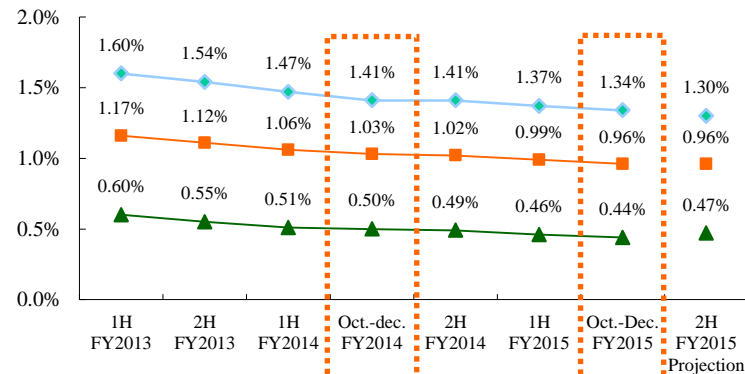 2.0%
1.60%
1.54%
1.47%
1.41%
1.41%
1.37%
1.34%
1.30%
1.5%
1.17%
1.12%
1.06%
1.03%
1.02%
0.99%
0.96%
0.96%
1.0%
0.60%
0.55%
0.51%
0.50%
0.49%
0.46%
0.44%
0.47%
0.5%
0.0%
1H
FY2013
2H
FY2013
1H
FY2014
Oct.-dec.
FY2014
2H
FY2014
1H
FY2015
Oct.-Dec.
FY2015
2H
FY2015
Projection